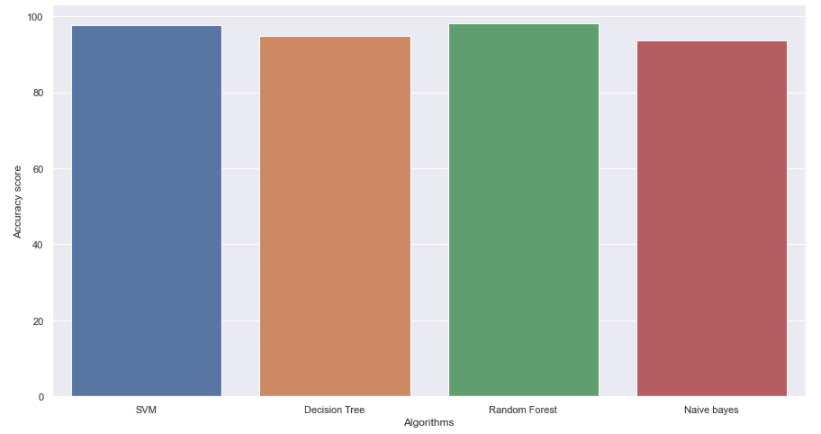 100
80
60
40
20
0
Accuracy score
SVM
Decision Tree
Random Forest
Naive bayes
Algorithms